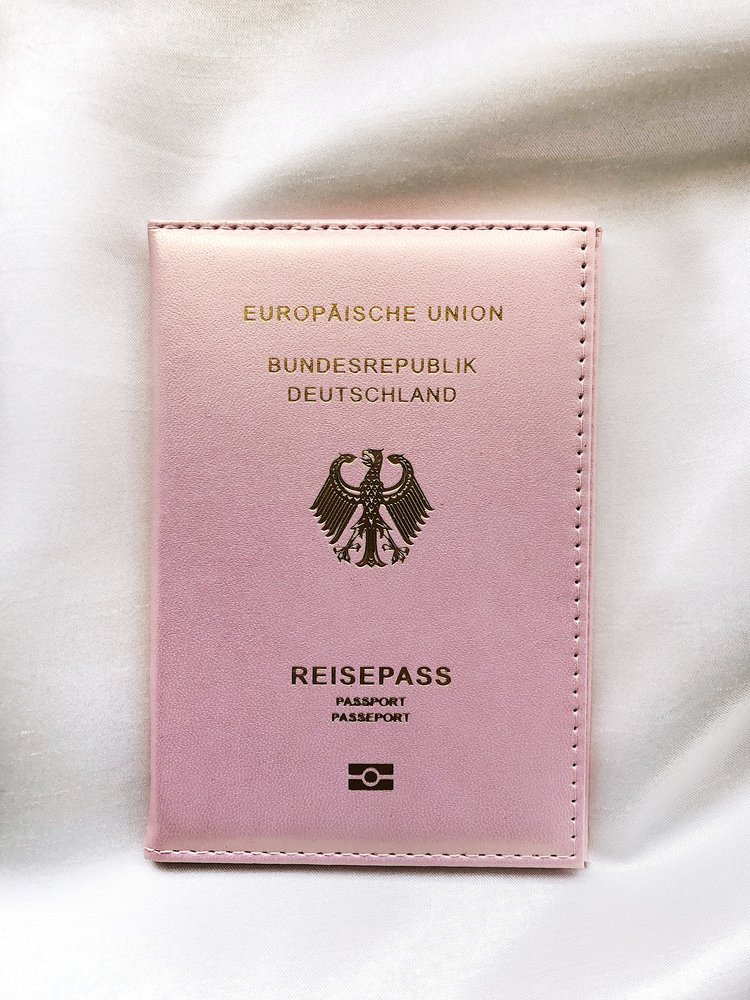 EUROPÄISCHE UNION
BUNDESREPUBLIK
DEUTSCHLAND
REISEPASS
PASSPORT
PASSEPORT